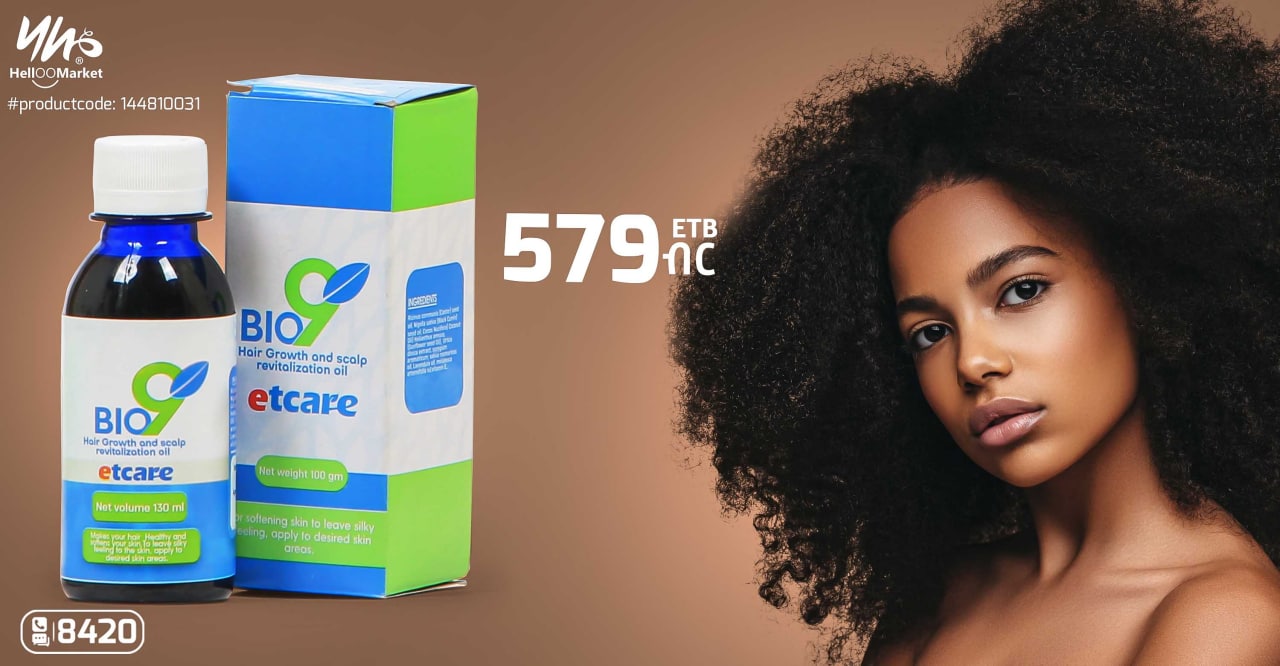 HellOOMarket
#productcode: 144810031
579 ETB
ብር
BIO9
Hair Growth and scalp
revitalization oil
etcare
Net volume 130 ml
Makes your hair Healthy and
softens your skin to leave silky
feeling to the skin, apply to
desired skin areas.
BIO9
Hair Growth and scalp
revitalization oil
etcare
Net weight 100 gm
softening skin to leave silky
apply to desired skin
areas.
INGREDIENTS
8420